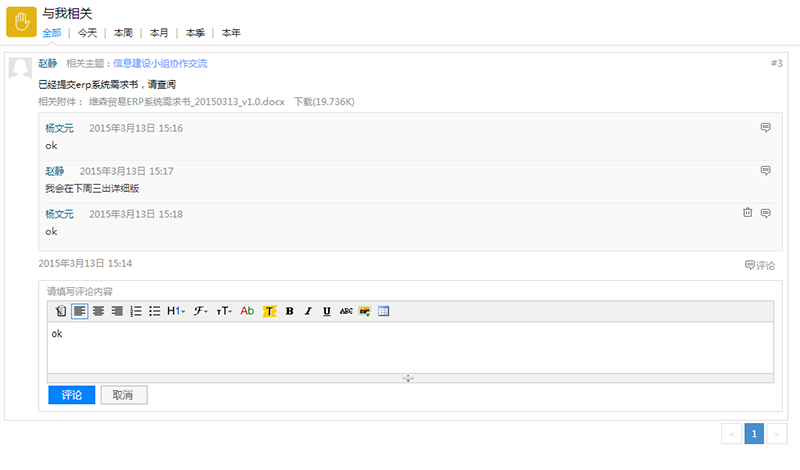 与我相关
全部 | 今天 | 本周 | 本月 | 本季 | 本年
赵静 相关主题：信息建设小组协作交流 #3
已经提交erp系统需求书，请查阅
相关附件： 维森贸易ERP系统需求书_20150313_v1.0.docx 下载(19.736K)
杨文元 2015年3月13日 15:16
ok
赵静 2015年3月13日 15:17
我会在下周三出详细版
杨文元 2015年3月13日 15:18
ok
2015年3月13日 15:14 评论
请填写评论内容
H1 F TT Ab T B I U ABC
ok
评论 取消
< 1 >